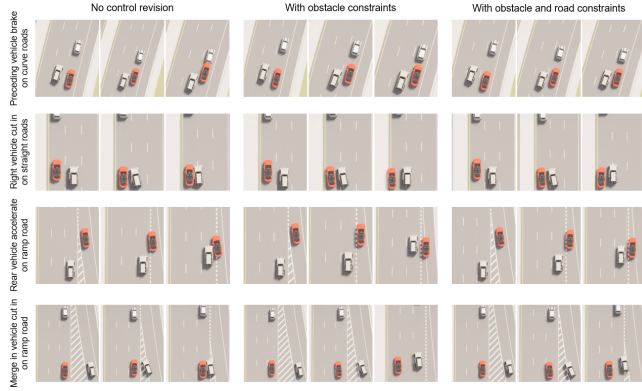 No control revision
With obstacle constraints
With obstacle and road constraints
Preceding vehicle brake
on curve roads
Right vehicle cut in
on straight roads
Rear vehicle accelerate
on ramp road
Merge in vehicle cut in
on ramp road